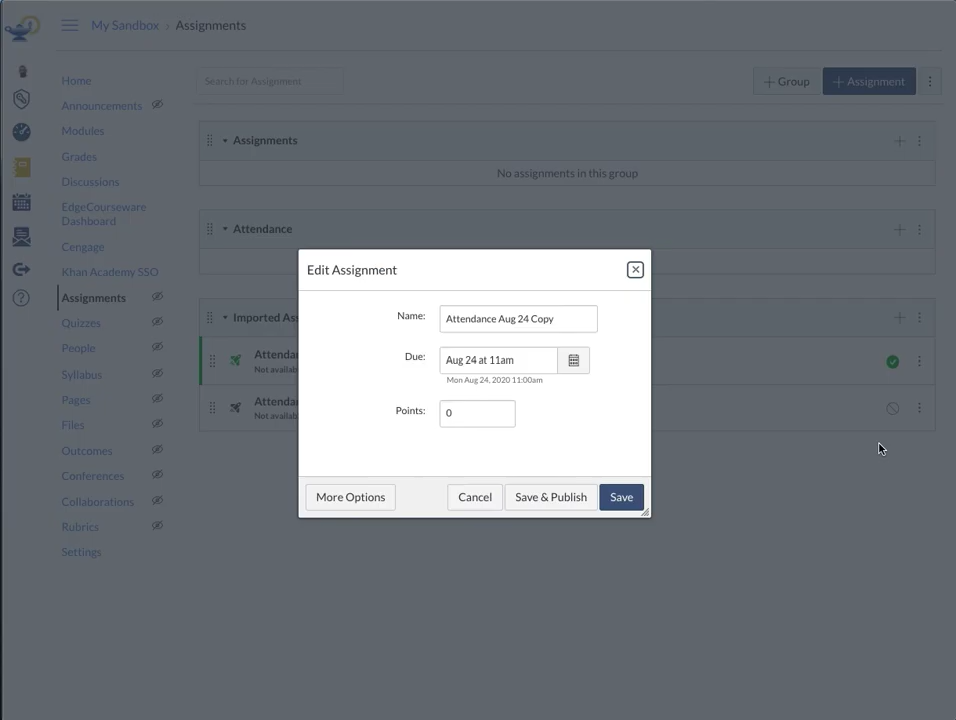 My Sandbox › Assignments
Home
Announcements
Modules
Grades
Discussions
EdgeCourseware
Dashboard
Cengage
Khan Academy SSO
Assignments
Quizzes
People
Syllabus
Pages
Files
Outcomes
Conferences
Collaborations
Rubrics
Settings
Search for Assignment
+ Group
+ Assignment
Assignments
No assignments in this group
Attendance
Imported Ass
Attendan
Not availab
Attenda
Not availab
Edit Assignment
Name: Attendance Aug 24 Copy
Due: Aug 24 at 11am
Mon Aug 24, 2020 11:00am
Points: 0
More Options
Cancel
Save & Publish
Save